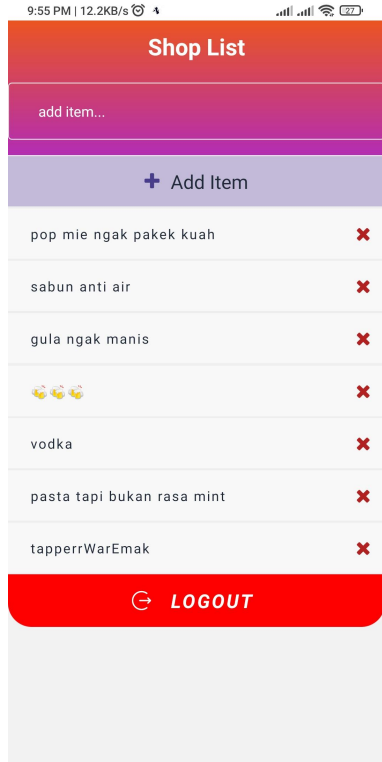 9:55 PM | 12.2KB/s 27
Shop List
add item...
Add Item
pop mie ngak pakek kuah
sabun anti air
gula ngak manis
🍻🍻🍻
vodka
pasta tapi bukan rasa mint
tapperrWarEmak
LOGOUT